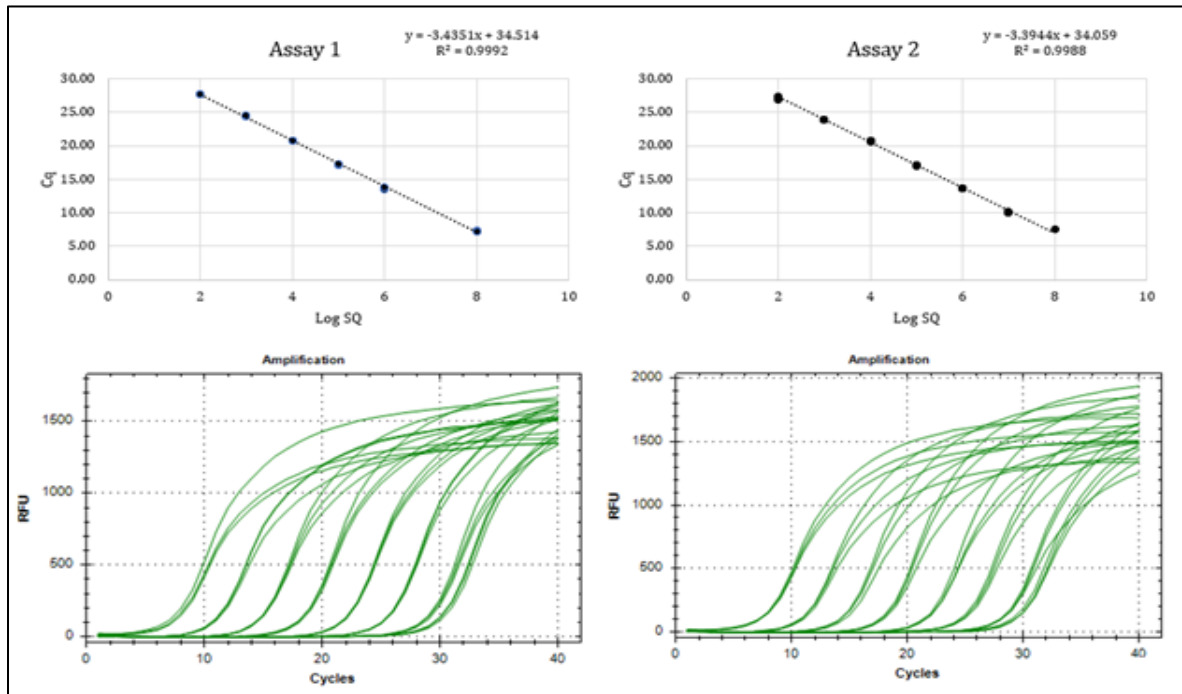 Assay 1
y = -3.4351x + 34.514
R² = 0.9992
30.00
25.00
20.00
15.00
10.00
5.00
0.00
Cq
0 2 4 6 8 10
Log SQ
Assay 2
y = -3.3944x + 34.059
R² = 0.9988
30.00
25.00
20.00
15.00
10.00
5.00
0.00
Cq
0 2 4 6 8 10
Log SQ
Amplification
1500
1000
500
0
RFU
0 10 20 30 40
Cycles
Amplification
2000
1500
1000
500
0
RFU
0 10 20 30 40
Cycles